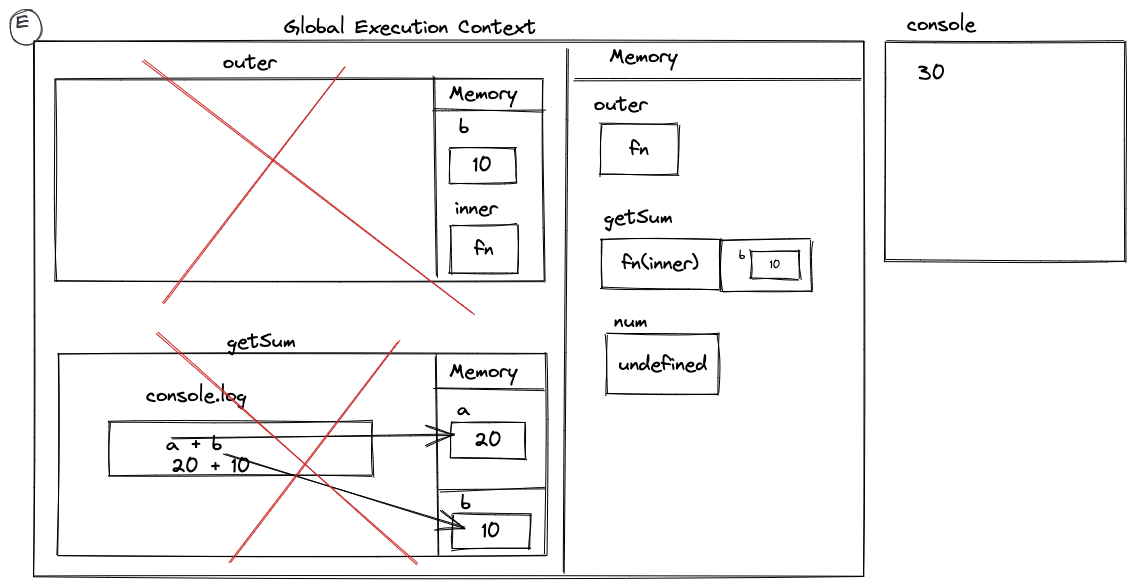 E
Global Execution Context
console
outer
Memory
b
10
inner
fn
Memory
outer
fn
getSum
fn(inner)
b
10
num
undefined
30
getSum
console.log
a + b
20 + 10
Memory
a
20
b
10